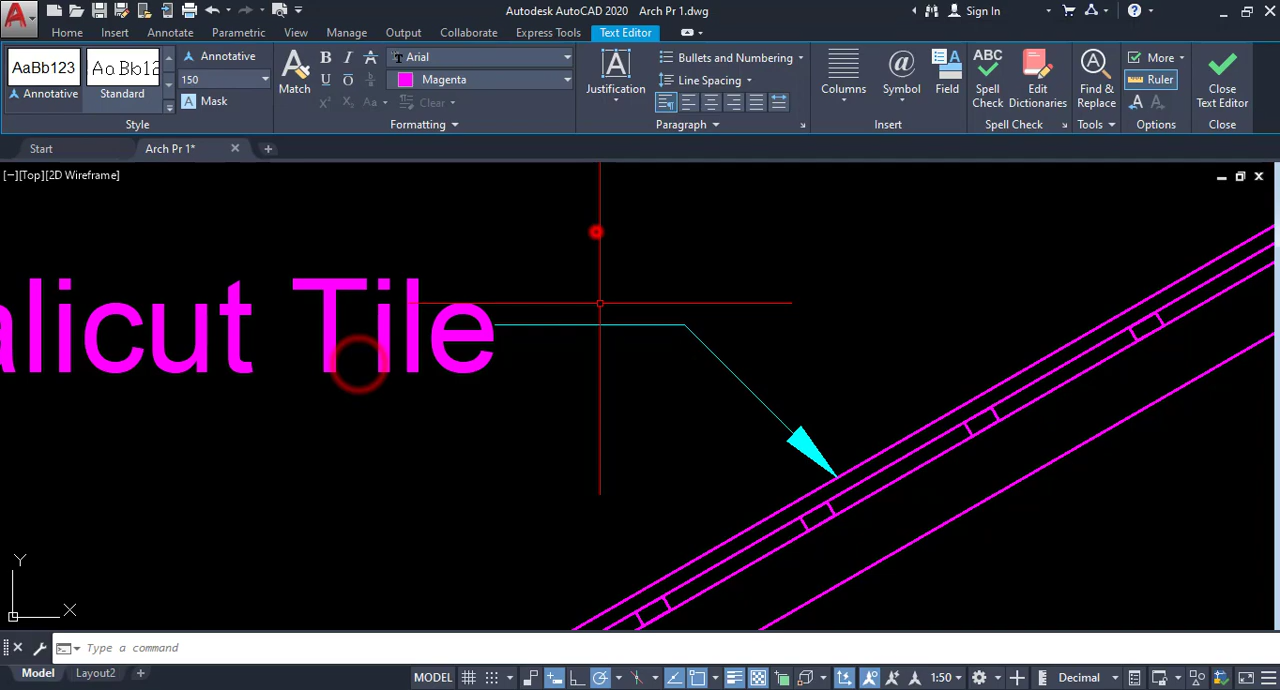 Autodesk AutoCAD 2020 Arch Pr 1.dwg
Sign In
Home Insert Annotate Parametric View Manage Output Collaborate Express Tools Text Editor
AaBb123
Annotative
AaBb12
Standard
Annotative
150
Mask
Style
Match
Arial
Magenta
Clear
Formatting
Justification
Bullets and Numbering
Line Spacing
Paragraph
Columns
Symbol
Field
Insert
Spell
Check
Edit
Dictionaries
Spell Check
Find &
Replace
Tools
More
Ruler
Options
Close
Text Editor
Close
Start
Arch Pr 1*
[−][Top][2D Wireframe]
alicut Tile
Y
X
Type a command
Model Layout2
MODEL
1:50
Decimal